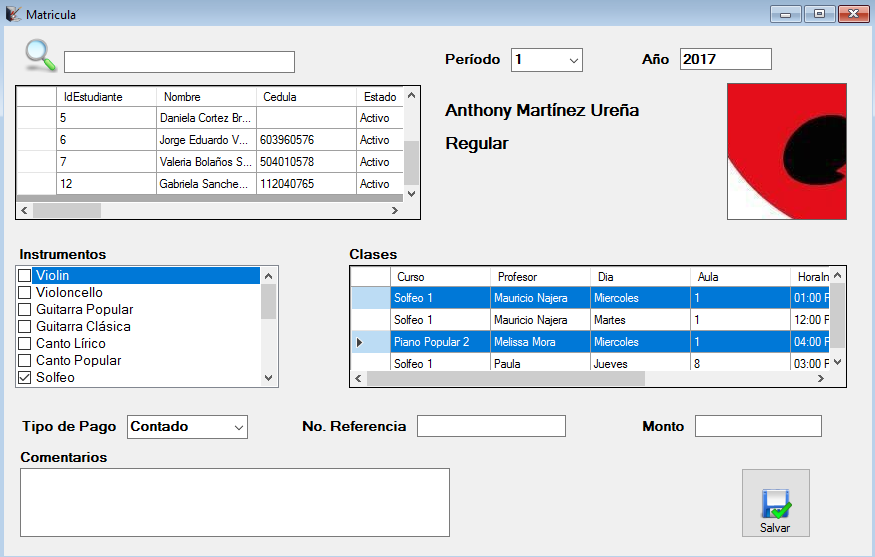 Matricula
Período 1 Año 2017
IdEstudiante Nombre Cedula Estado
5 Daniela Cortez Br... Activo
6 Jorge Eduardo V... 603960576 Activo
7 Valeria Bolaños S... 504010578 Activo
12 Gabriela Sanche... 112040765 Activo
Anthony Martínez Ureña
Regular
Instrumentos
Violin
Violoncello
Guitarra Popular
Guitarra Clásica
Canto Lírico
Canto Popular
Solfeo
Clases
Curso Profesor Dia Aula HoraIn
Solfeo 1 Mauricio Najera Miercoles 1 01:00 P
Solfeo 1 Mauricio Najera Martes 1 12:00 P
Piano Popular 2 Melissa Mora Miercoles 1 04:00 P
Solfeo 1 Paula Jueves 8 03:00 P
Tipo de Pago Contado No. Referencia Monto
Comentarios
Salvar